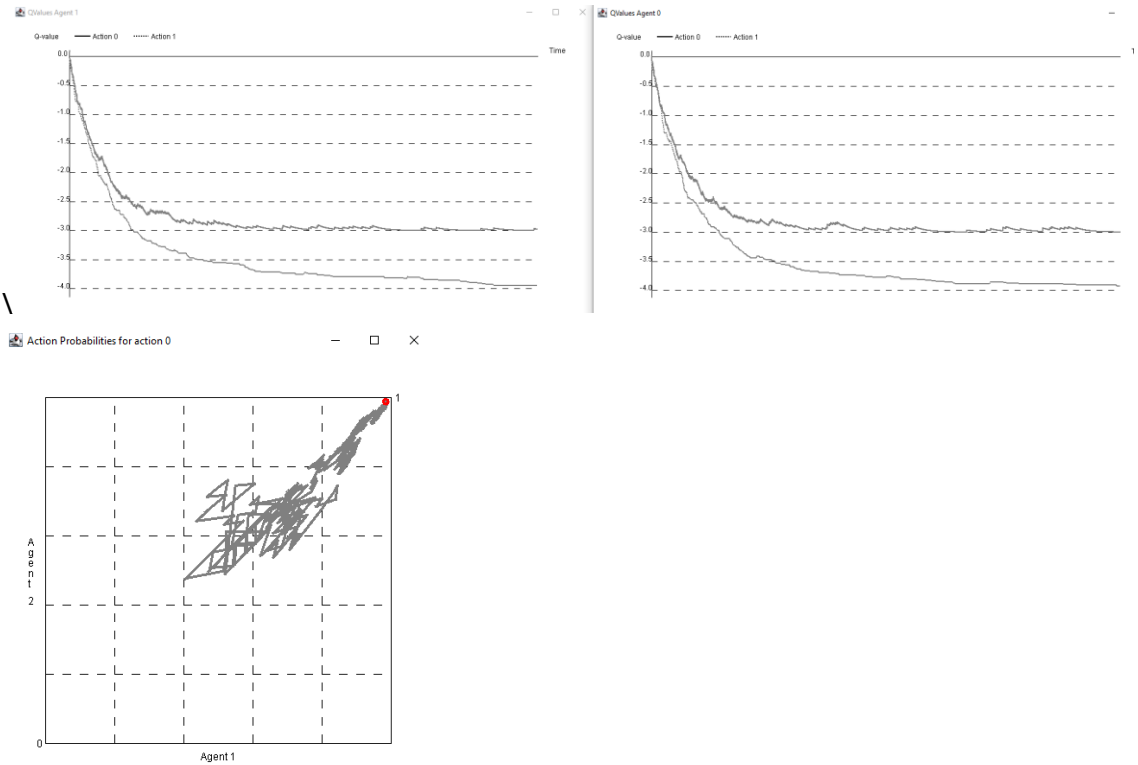 QValues Agent 1
Q-value Action 0 Action 1
Time
0.0
-0.5
-1.0
-1.5
-2.0
-2.5
-3.0
-3.5
-4.0
QValues Agent 0
Q-value Action 0 Action 1
T
0.0
-0.5
-1.0
-1.5
-2.0
-2.5
-3.0
-3.5
-4.0
\
Action Probabilities for action 0
1
Agent
2
0
Agent 1